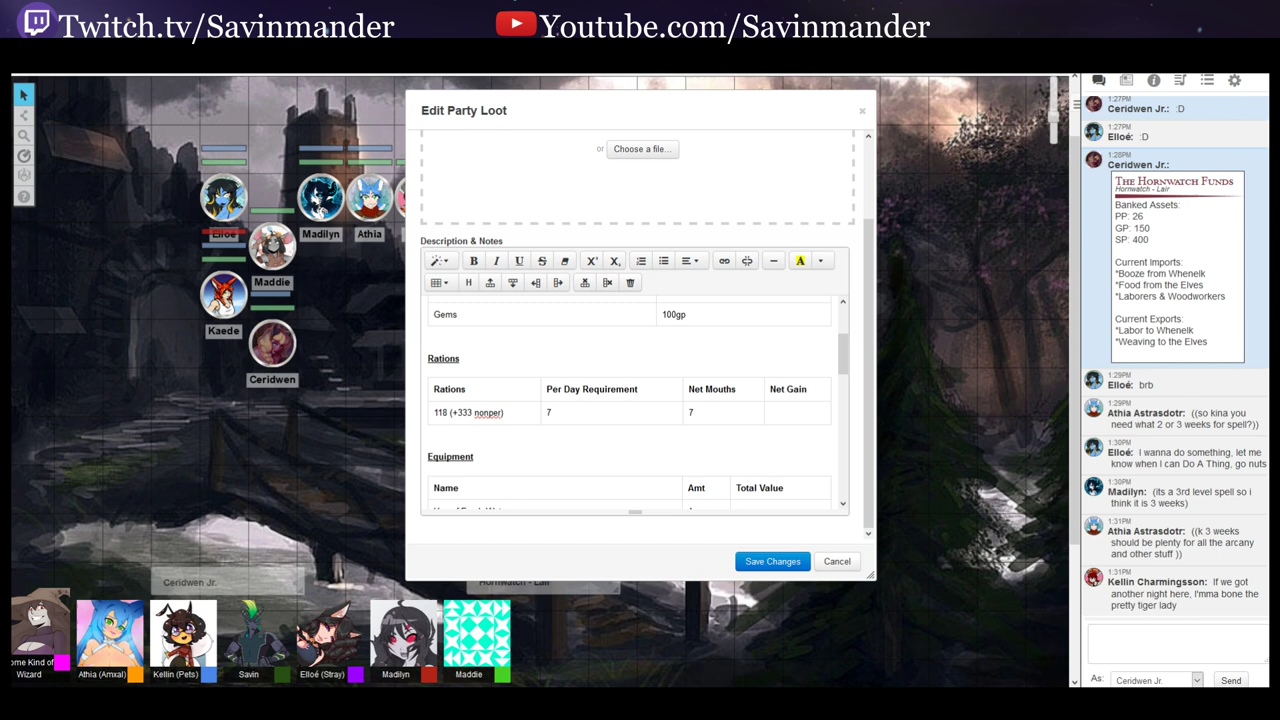 Twitch.tv/Savinmander
Youtube.com/Savinmander
Edit Party Loot
×
or Choose a file...
Description & Notes
B I U S X' X,
H
A
Gems 100gp
Rations
Rations Per Day Requirement Net Mouths Net Gain
118 (+333 nonper) 7 7
Equipment
Name Amt Total Value
Save Changes Cancel
Elloé
Madilyn
Athia
Maddie
Kaede
Ceridwen
Ceridwen Jr.
Hornwatch - Lair
ome Kind of
Wizard
Athia (Amxal)
Kellin (Pets)
Savin
Elloé (Stray)
Madilyn
Maddie
1:27PM
Ceridwen Jr.: :D
1:27PM
Elloé: :D
1:28PM
Ceridwen Jr.:
The Hornwatch Funds
Hornwatch - Lair
Banked Assets:
PP: 26
GP: 150
SP: 400
Current Imports:
*Booze from Whenelk
*Food from the Elves
*Laborers & Woodworkers
Current Exports:
*Labor to Whenelk
*Weaving to the Elves
1:29PM
Elloé: brb
1:29PM
Athia Astrasdotr: ((so kina you
need what 2 or 3 weeks for spell?))
1:30PM
Elloé: I wanna do something, let me
know when I can Do A Thing, go nuts
1:30PM
Madilyn: (its a 3rd level spell so i
think it is 3 weeks)
1:31PM
Athia Astrasdotr: ((k 3 weeks
should be plenty for all the arcany
and other stuff ))
1:31PM
Kellin Charmingsson: If we got
another night here, I'mma bone the
pretty tiger lady
As: Ceridwen Jr. Send